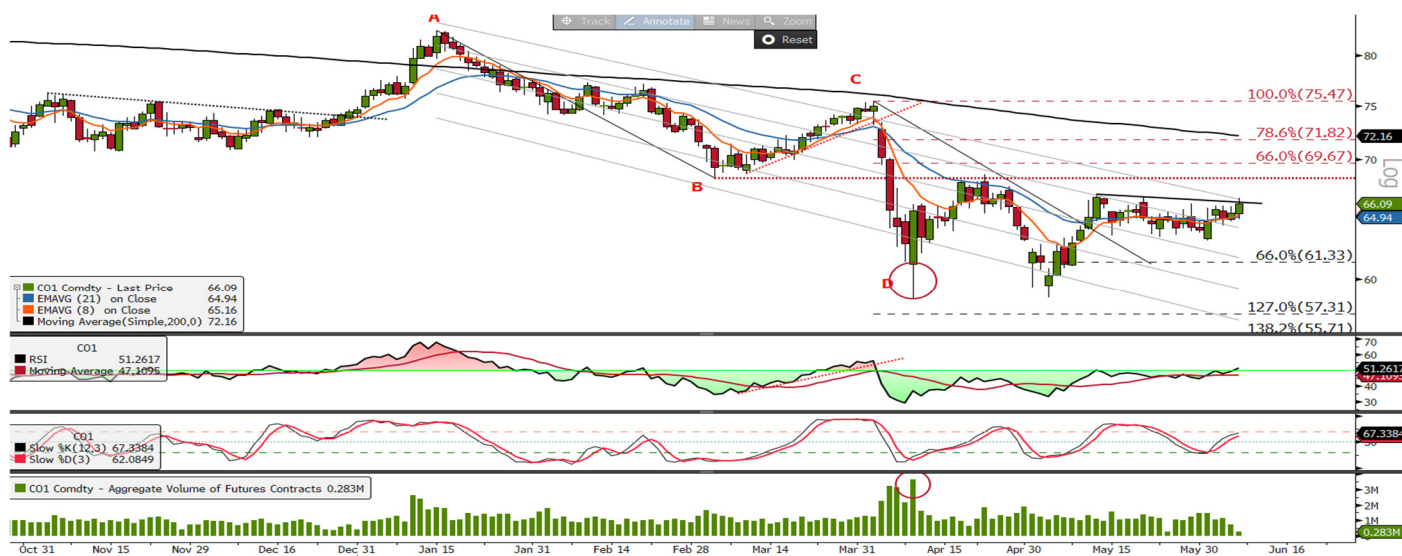 A
Track Annotate News Zoom
Reset
80
C
100.0%(75.47)
75
78.6%(71.82)
72.16
66.0%(69.67)
70
Log
B
66.09
64.94
66.0%(61.33)
D
60
127.0%(57.31)
138.2%(55.71)
CO1 Comdty - Last Price 66.09
EMAVG (21) on Close 64.94
EMAVG (8) on Close 65.16
Moving Average(Simple,200,0) 72.16
CO1
RSI 51.2617
Moving Average 47.1095
70
60
51.2617
47.1095
40
30
CO1
Slow %K(12,3) 67.3384
Slow %D(3) 62.0849
67.3384
CO1 Comdty - Aggregate Volume of Futures Contracts 0.283M
3M
2M
1M
0.283M
Oct 31 Nov 15 Nov 29 Dec 16 Dec 31 Jan 15 Jan 31 Feb 14 Feb 28 Mar 14 Mar 31 Apr 15 Apr 30 May 15 May 30 Jun 16